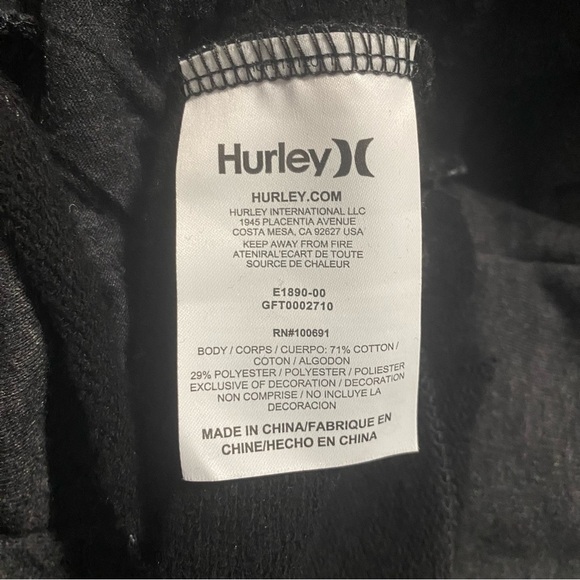 Hurley
HURLEY.COM
HURLEY INTERNATIONAL LLC
1945 PLACENTIA AVENUE
COSTA MESA, CA 92627 USA
KEEP AWAY FROM FIRE
ATENIRAL'ECART DE TOUTE
SOURCE DE CHALEUR
E1890-00
GFT0002710
RN#100691
BODY / CORPS / CUERPO: 71% COTTON /
COTON / ALGODON
29% POLYESTER / POLYESTER / POLIESTER
EXCLUSIVE OF DECORATION / DECORATION
NON COMPRISE / NO INCLUYE LA
DECORACION
MADE IN CHINA/FABRIQUE EN
CHINE/HECHO EN CHINA